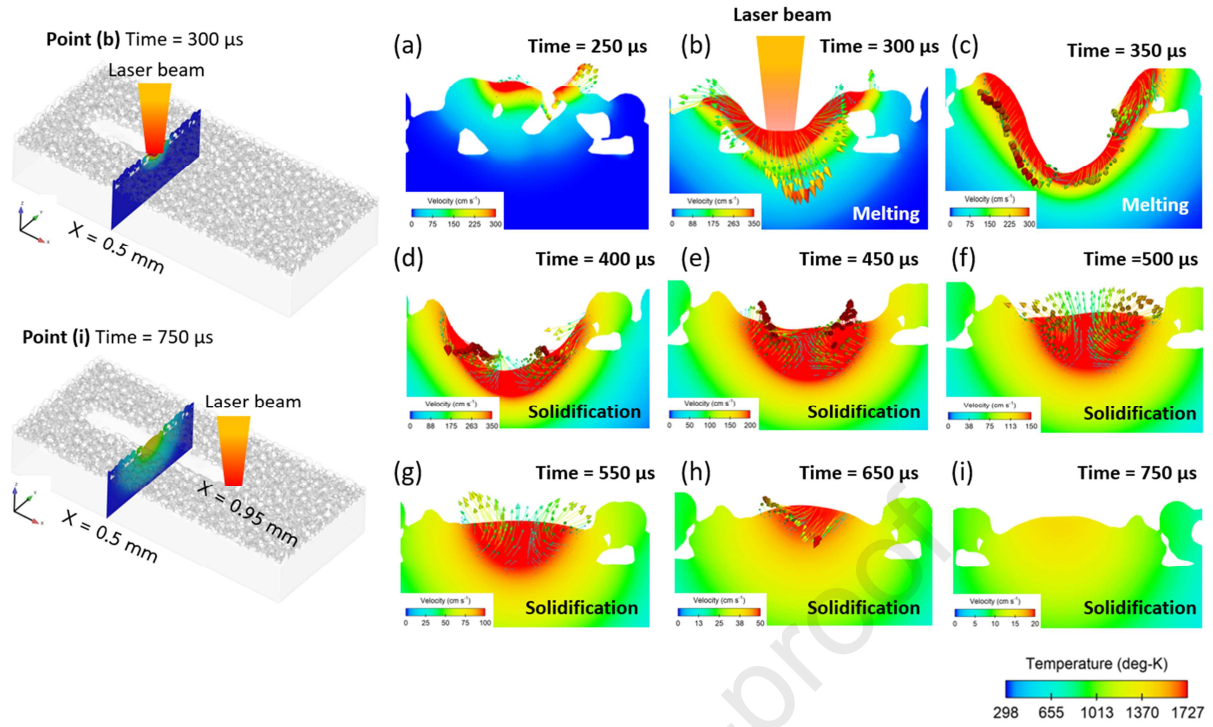 Point (b) Time = 300 µs
Laser beam
X = 0.5 mm
Point (i) Time = 750 µs
Laser beam
X = 0.95 mm
X = 0.5 mm
Laser beam
(a) Time = 250 µs
Velocity (cm s⁻¹)
0 75 150 225 300
(b) Time = 300 µs
Velocity (cm s⁻¹)
0 88 175 263 350
Melting
(c) Time = 350 µs
Velocity (cm s⁻¹)
0 75 150 225 300
Melting
(d) Time = 400 µs
Velocity (cm s⁻¹)
0 88 175 263 350
Solidification
(e) Time = 450 µs
Velocity (cm s⁻¹)
0 50 100 150 200
Solidification
(f) Time =500 µs
Velocity (cm s⁻¹)
0 38 75 113 150
Solidification
(g) Time = 550 µs
Velocity (cm s⁻¹)
0 25 50 75 100
Solidification
(h) Time = 650 µs
Velocity (cm s⁻¹)
0 13 25 38 50
Solidification
(i) Time = 750 µs
Velocity (cm s⁻¹)
0 5 10 15 20
Solidification
Temperature (deg-K)
298 655 1013 1370 1727
proof